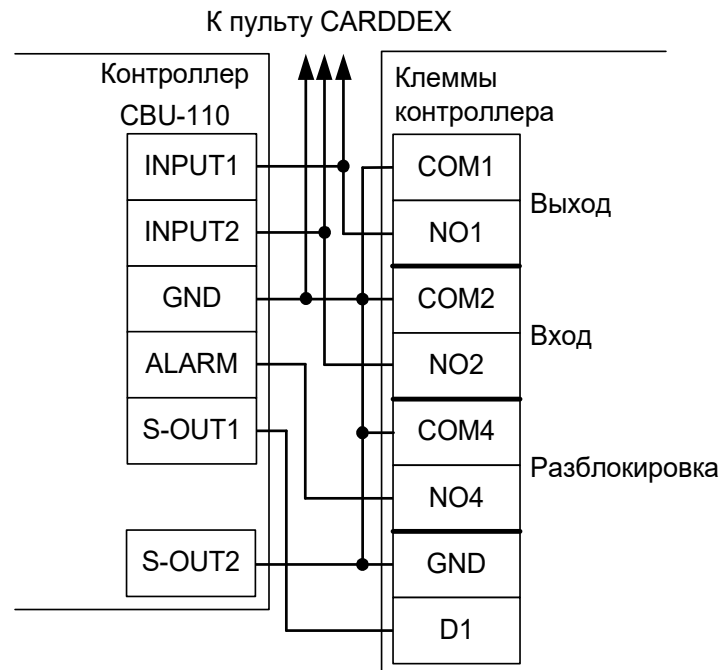 К пульту CARDDEX
Контроллер
CBU-110
INPUT1
INPUT2
GND
ALARM
S-OUT1
S-OUT2
Клеммы
контроллера
COM1
NO1
Выход
COM2
NO2
Вход
COM4
NO4
Разблокировка
GND
D1